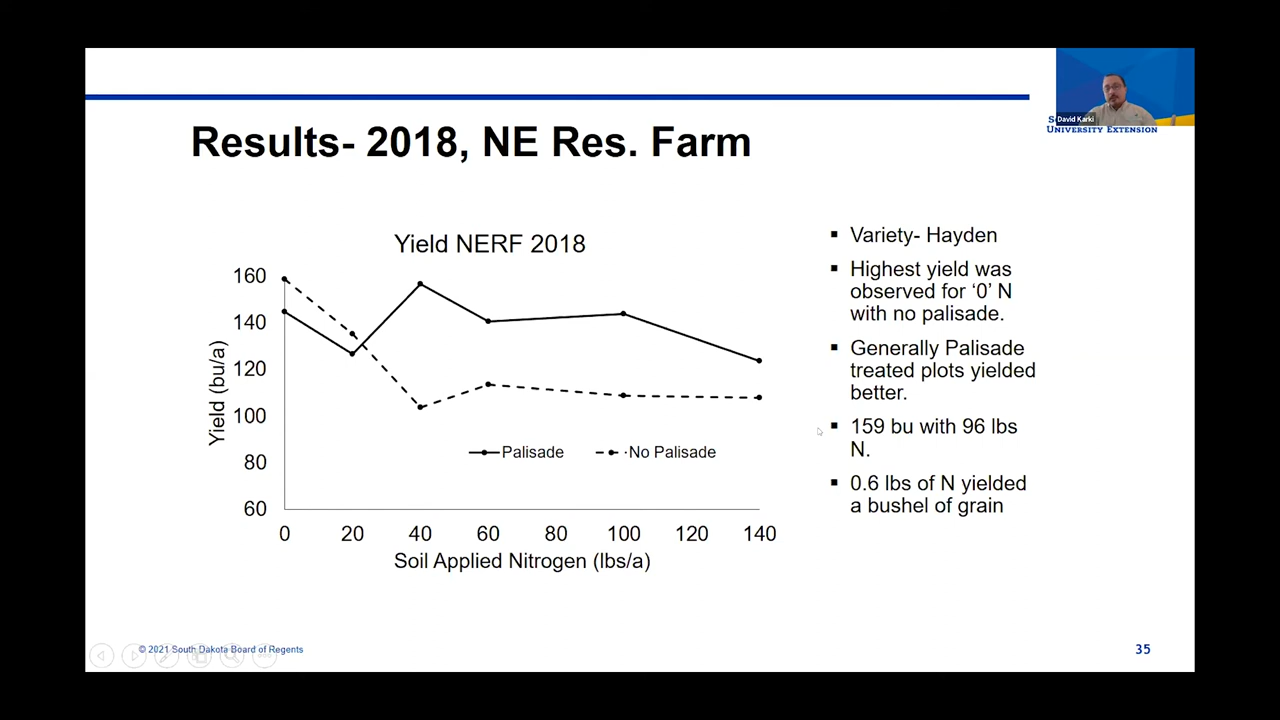 David Karki
UNIVERSITY EXTENSION
Results- 2018, NE Res. Farm
Yield NERF 2018
Yield (bu/a)
160
140
120
100
80
60
Palisade
No Palisade
0 20 40 60 80 100 120 140
Soil Applied Nitrogen (lbs/a)
▪ Variety- Hayden
▪ Highest yield was
observed for ‘0’ N
with no palisade.
▪ Generally Palisade
treated plots yielded
better.
▪ 159 bu with 96 lbs
N.
▪ 0.6 lbs of N yielded
a bushel of grain
© 2021 South Dakota Board of Regents
35